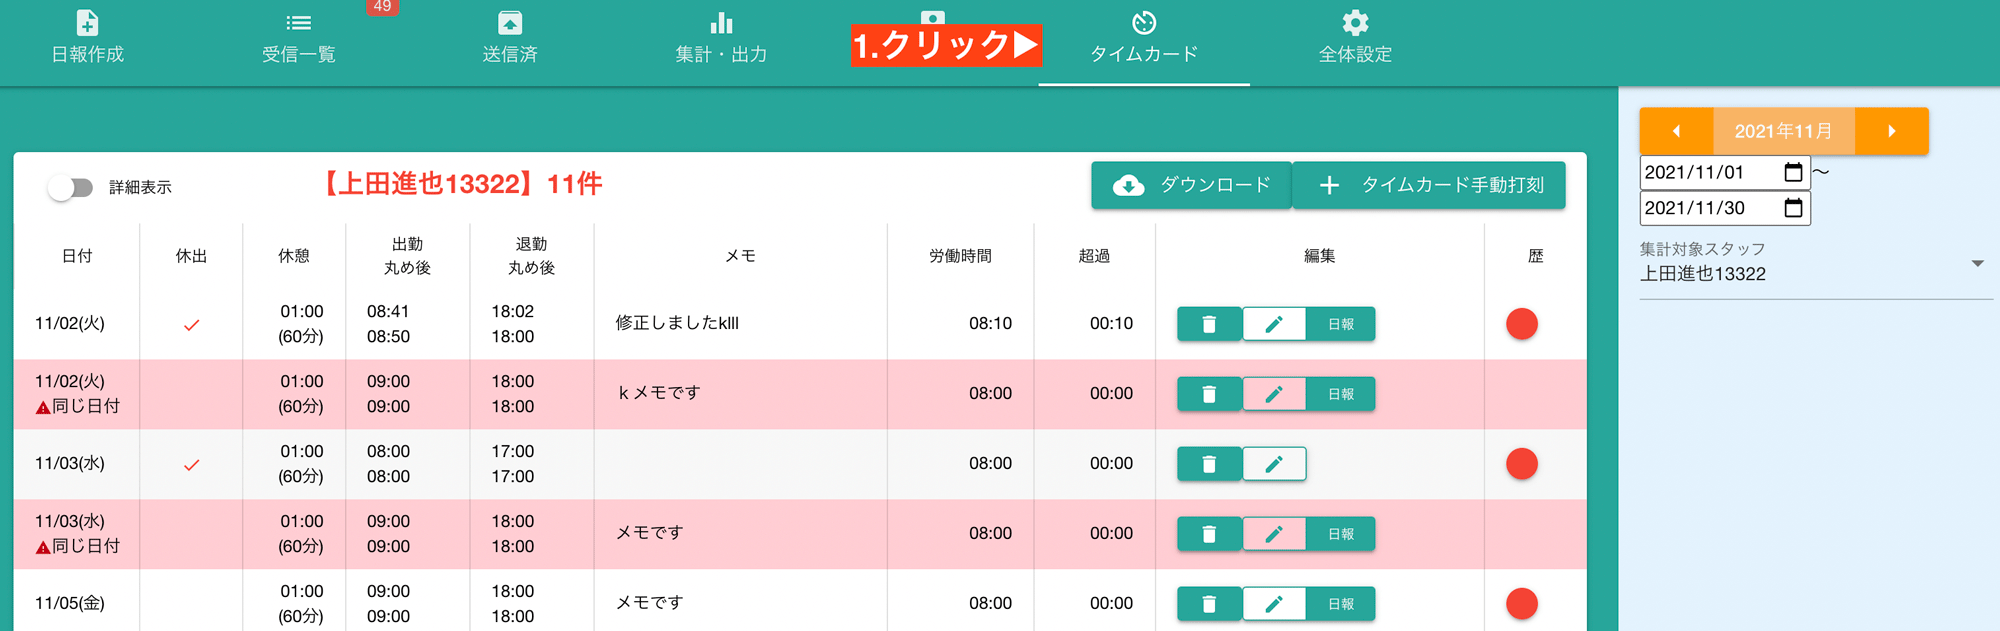 49
日報作成
受信一覧
送信済
集計・出力
1.クリック▶
タイムカード
全体設定
2021年11月
2021/11/01 〜
2021/11/30
集計対象スタッフ
上田進也13322
詳細表示
【上田進也13322】11件
ダウンロード
タイムカード手動打刻
日付 休出 休憩 出勤 丸め後 退勤 丸め後 メモ 労働時間 超過 編集 歴
11/02(火) 01:00 08:41 18:02 修正しましたklll 08:10 00:10 日報
(60分) 08:50 18:00
11/02(火) 01:00 09:00 18:00 kメモです 08:00 00:00 日報
同じ日付 (60分) 09:00 18:00
11/03(水) 01:00 08:00 17:00 08:00 00:00
(60分) 08:00 17:00
11/03(水) 01:00 09:00 18:00 メモです 08:00 00:00 日報
同じ日付 (60分) 09:00 18:00
11/05(金) 01:00 09:00 18:00 メモです 08:00 00:00 日報
(60分) 09:00 18:00